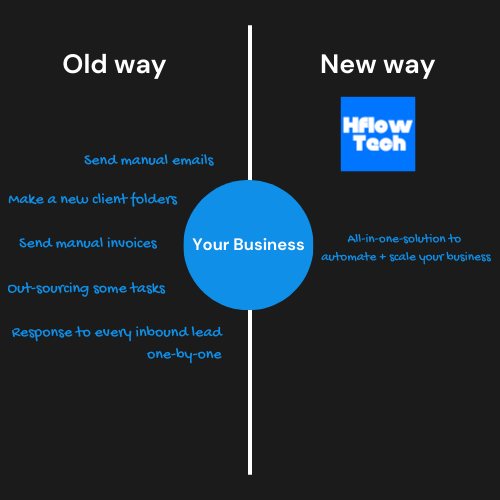 Old way
New way
Hflow
Tech
Send manual emails
Make a new client folders
Send manual invoices
Your Business
All-in-one-solution to
automate + scale your business
Out-sourcing some tasks
Response to every inbound lead
one-by-one